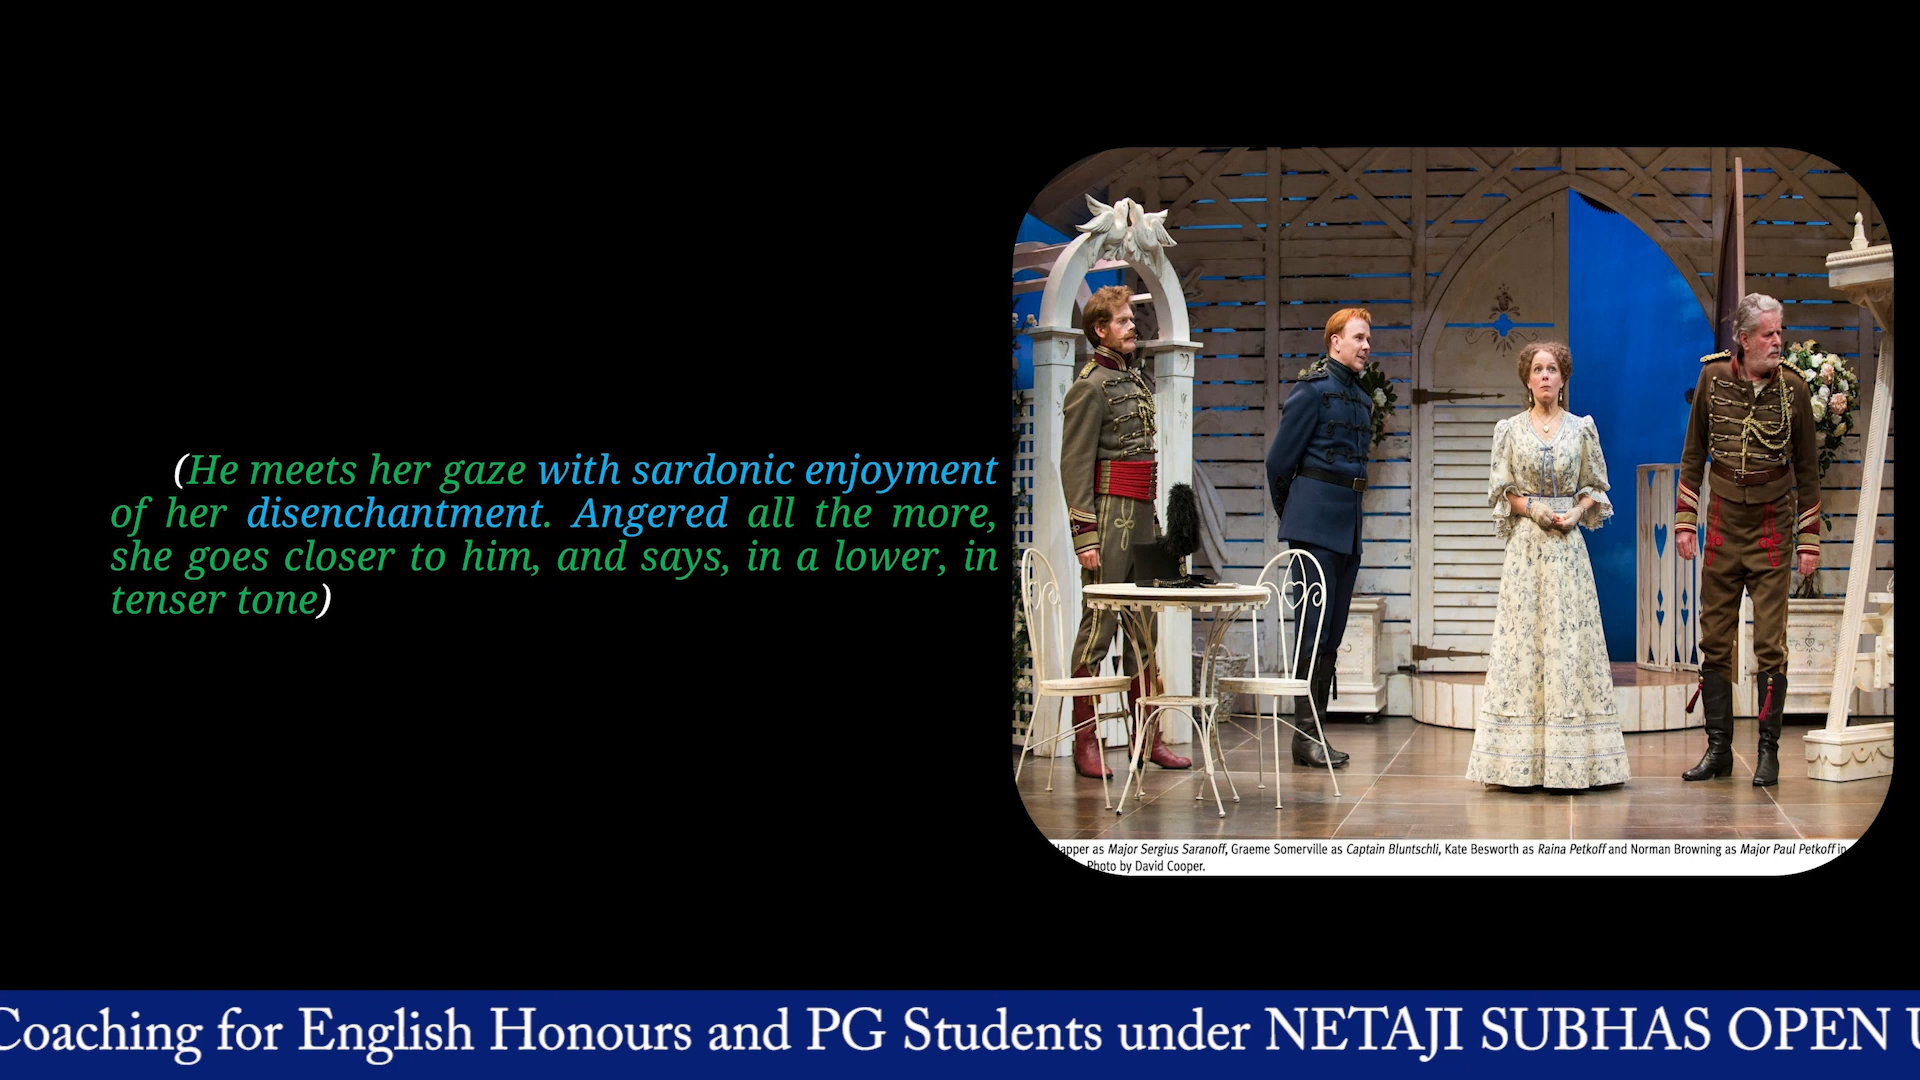 (He meets her gaze with sardonic enjoyment
of her disenchantment. Angered all the more,
she goes closer to him, and says, in a lower, in
tenser tone)
apper as Major Sergius Saranoff, Graeme Somerville as Captain Bluntschli, Kate Besworth as Raina Petkoff and Norman Browning as Major Paul Petkoff in
Photo by David Cooper.
Coaching for English Honours and PG Students under NETAJI SUBHAS OPEN U